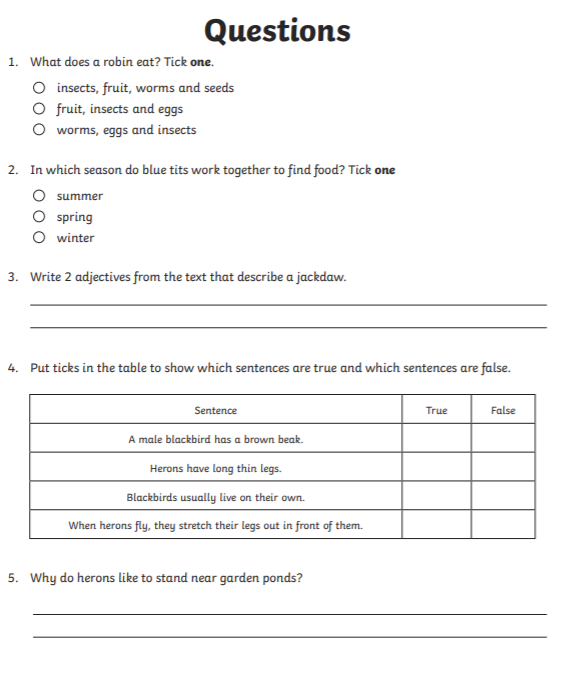 Questions
1. What does a robin eat? Tick one.
insects, fruit, worms and seeds
fruit, insects and eggs
worms, eggs and insects
2. In which season do blue tits work together to find food? Tick one
summer
spring
winter
3. Write 2 adjectives from the text that describe a jackdaw.
4. Put ticks in the table to show which sentences are true and which sentences are false.
Sentence True False
A male blackbird has a brown beak.
Herons have long thin legs.
Blackbirds usually live on their own.
When herons fly, they stretch their legs out in front of them.
5. Why do herons like to stand near garden ponds?